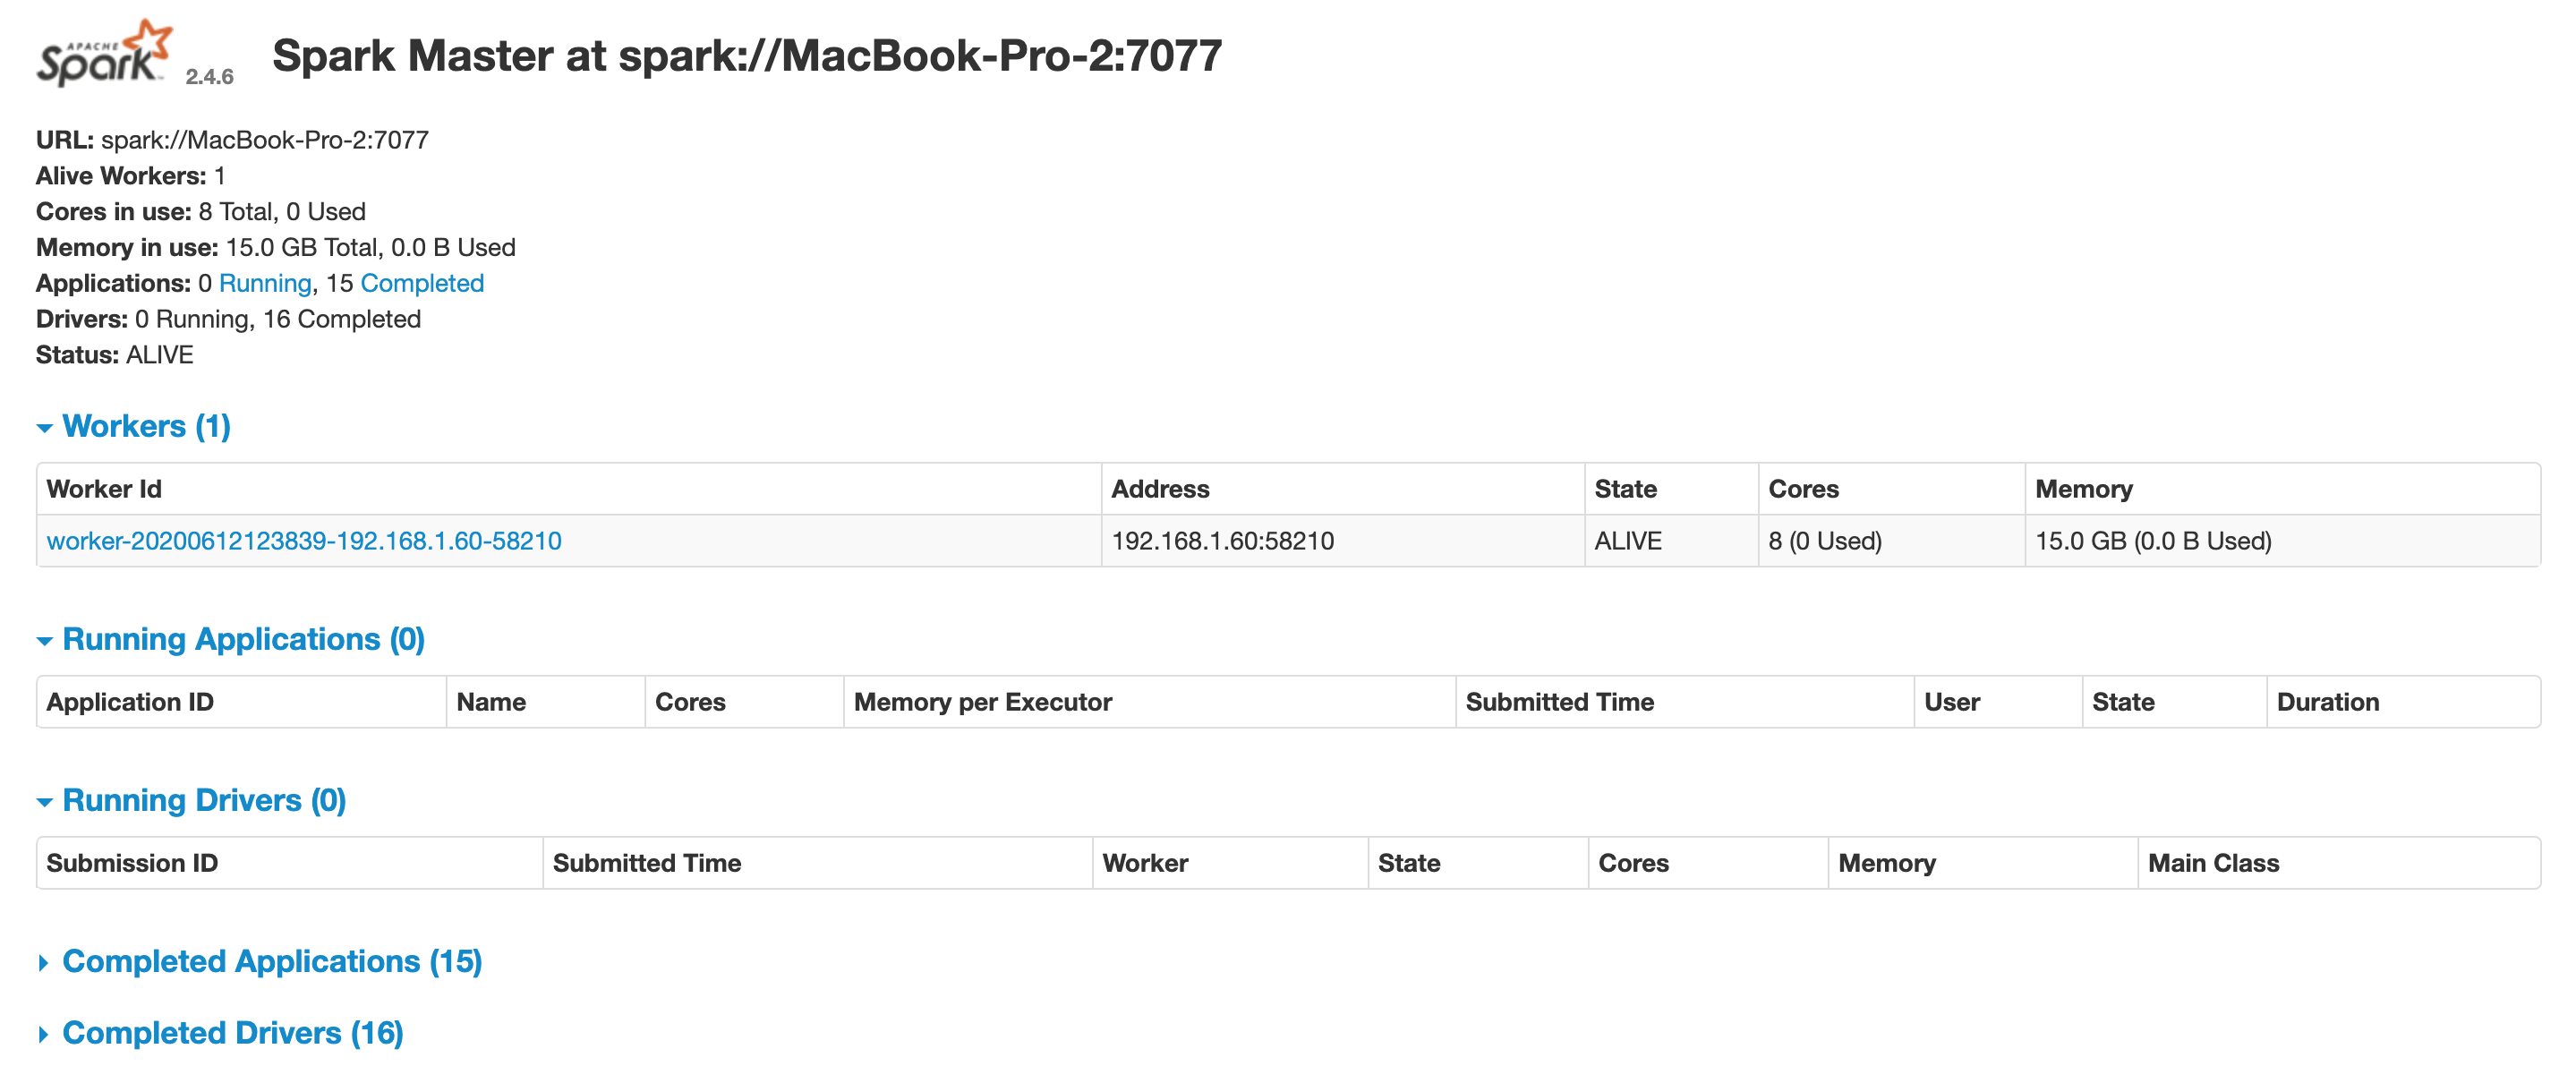 APACHE
Spark 2.4.6 Spark Master at spark://MacBook-Pro-2:7077
URL: spark://MacBook-Pro-2:7077
Alive Workers: 1
Cores in use: 8 Total, 0 Used
Memory in use: 15.0 GB Total, 0.0 B Used
Applications: 0 Running, 15 Completed
Drivers: 0 Running, 16 Completed
Status: ALIVE
Workers (1)
Worker Id Address State Cores Memory
worker-20200612123839-192.168.1.60-58210 192.168.1.60:58210 ALIVE 8 (0 Used) 15.0 GB (0.0 B Used)
Running Applications (0)
Application ID Name Cores Memory per Executor Submitted Time User State Duration
Running Drivers (0)
Submission ID Submitted Time Worker State Cores Memory Main Class
Completed Applications (15)
Completed Drivers (16)